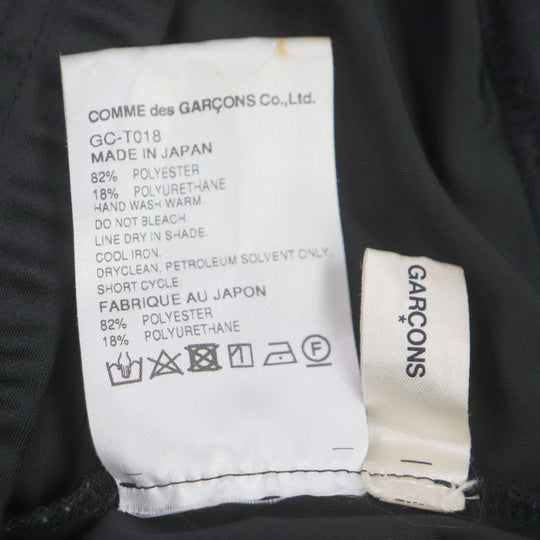 COMME des GARÇONS Co.,Ltd.
GC-T018
MADE IN JAPAN
82% POLYESTER
18% POLYURETHANE
HAND WASH WARM.
DO NOT BLEACH.
LINE DRY IN SHADE.
COOL IRON.
DRYCLEAN, PETROLEUM SOLVENT ONLY,
SHORT CYCLE.
FABRIQUE AU JAPON
82% POLYESTER
18% POLYURETHANE
F
GARÇONS